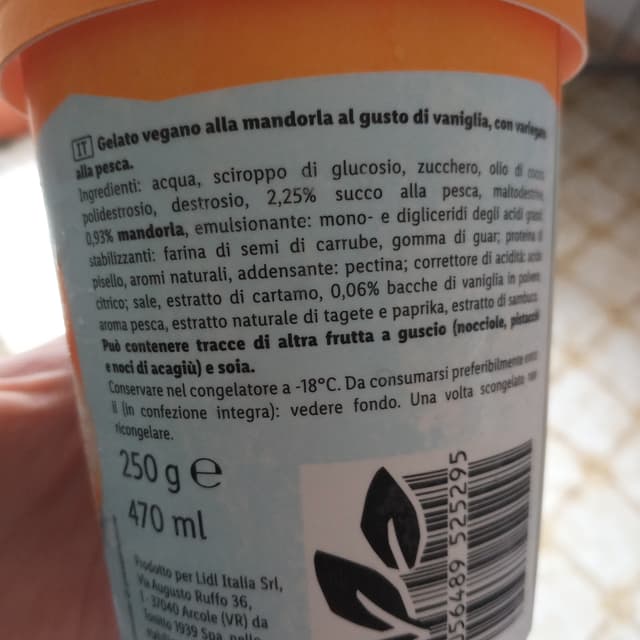 IT Gelato vegano alla mandorla al gusto di vaniglia, con variegato
alla pesca.
Ingredienti: acqua, sciroppo di glucosio, zucchero, olio di cocco
polidestrosio, destrosio, 2,25% succo alla pesca, maltodestrine,
0,93% mandorla, emulsionante: mono- e digliceridi degli acidi grassi
stabilizzanti: farina di semi di carrube, gomma di guar; proteina di
pisello, aromi naturali, addensante: pectina; correttore di acidità: acido
citrico; sale, estratto di cartamo, 0,06% bacche di vaniglia in polvere,
aroma pesca, estratto naturale di tagete e paprika, estratto di sambuco.
Può contenere tracce di altra frutta a guscio (nocciole, pistacchi
e noci di acagiù) e soia.
Conservare nel congelatore a -18°C. Da consumarsi preferibilmente entro
il (in confezione integra): vedere fondo. Una volta scongelato non
ricongelare.
250 g e
470 ml
Prodotto per Lidl Italia Srl,
Via Augusto Ruffo 36,
I - 37040 Arcole (VR) da
1939 Spa, nello
56489 525295